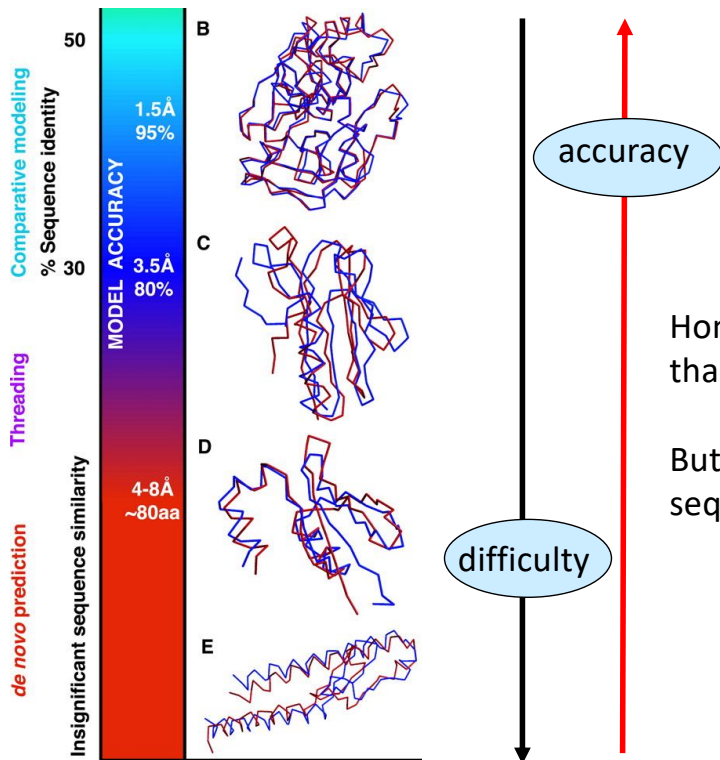 50
B
1.5Å
95%
Comparative modeling
% Sequence identity
MODEL ACCURACY
accuracy
C
30
3.5Å
80%
Threading
D
4-8Å
~80aa
Insignificant sequence similarity
de novo prediction
difficulty
E
Hor
tha
But
seq